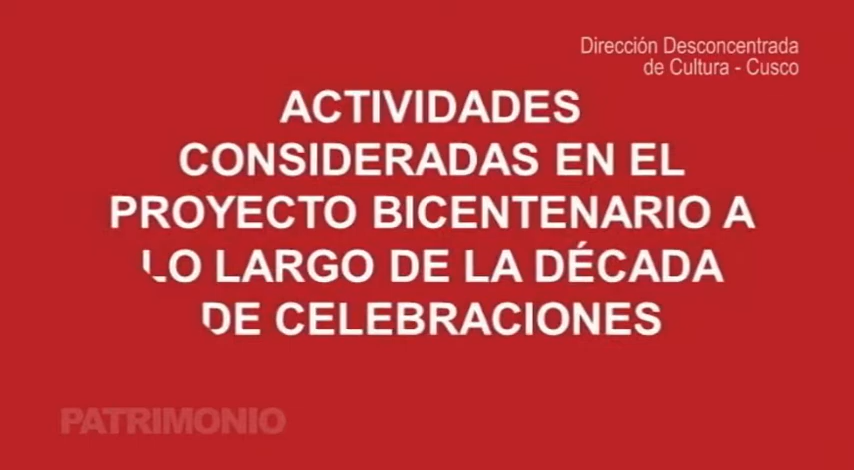 Dirección Desconcentrada
de Cultura - Cusco
ACTIVIDADES
CONSIDERADAS EN EL
PROYECTO BICENTENARIO A
LO LARGO DE LA DÉCADA
DE CELEBRACIONES
PATRIMONIO